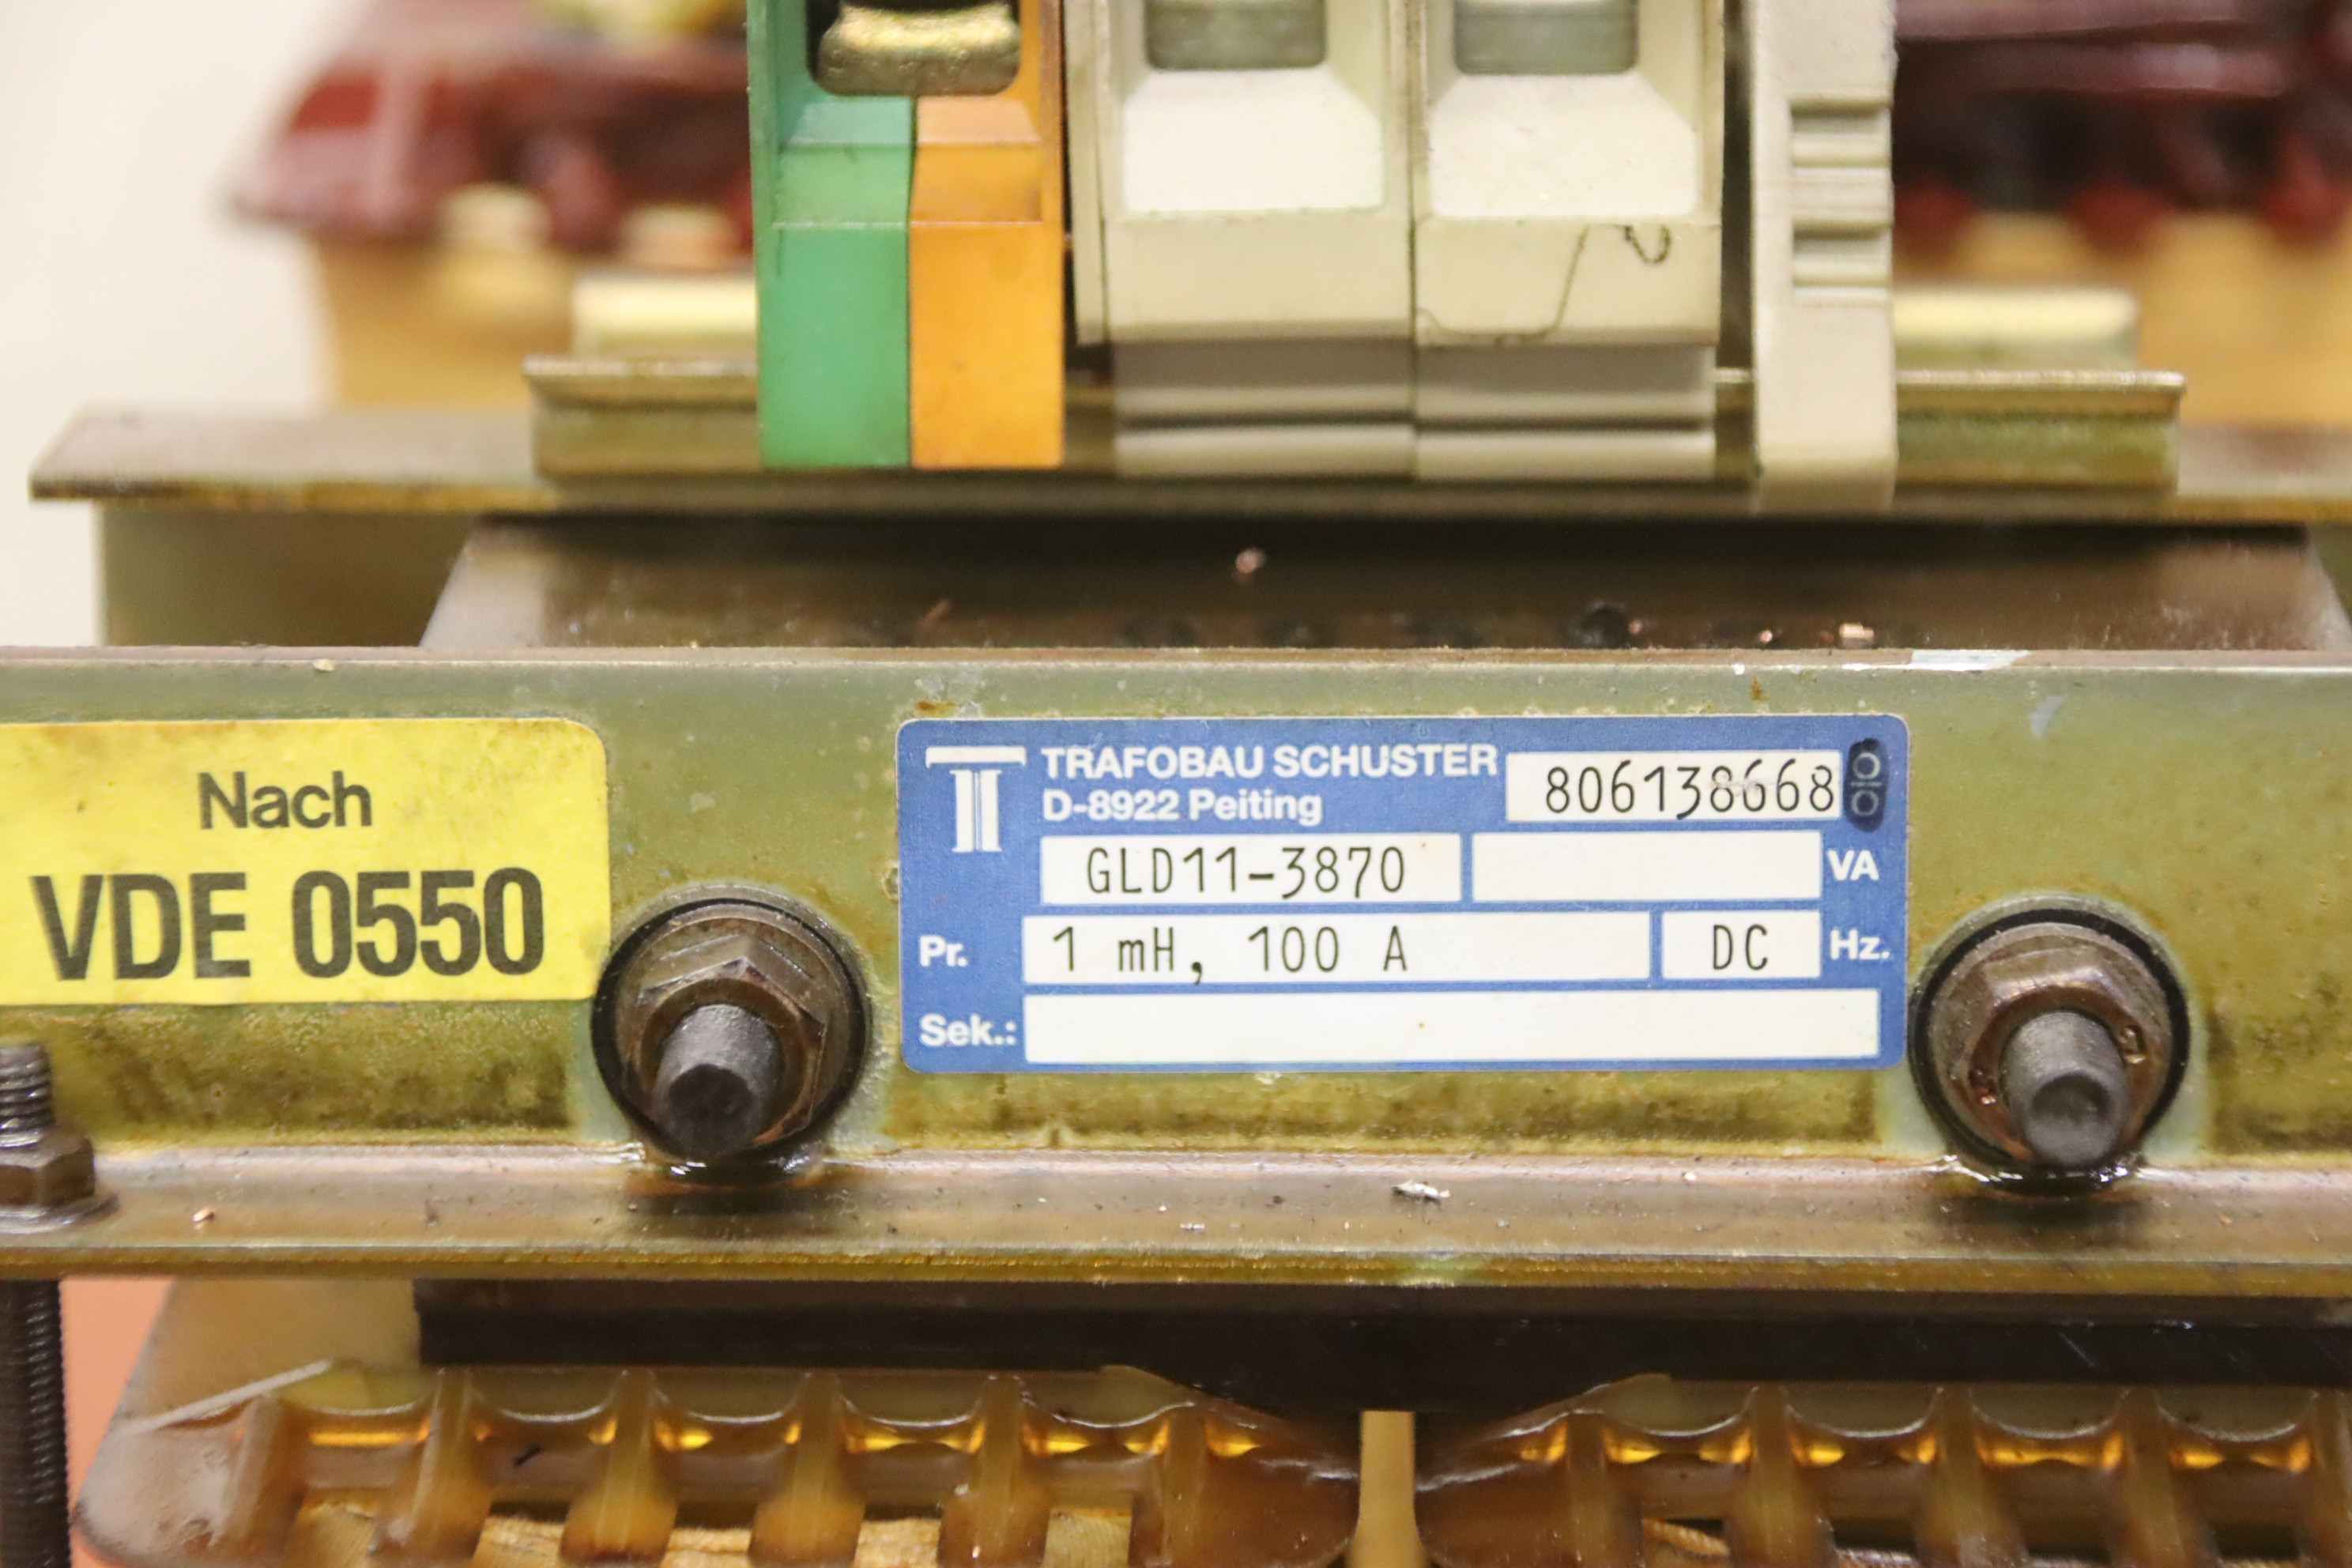 Nach
VDE 0550
TRAFOBAU SCHUSTER
D-8922 Peiting
806138668
GLD11-3870
VA
Pr.
1 mH, 100 A
DC
Hz.
Sek.: